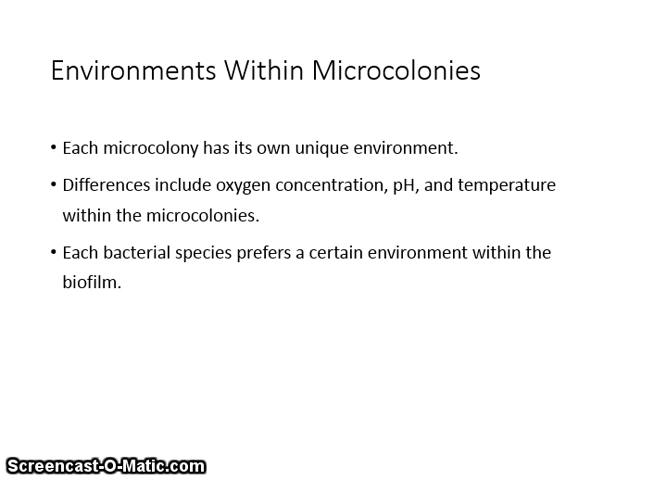 Environments Within Microcolonies
• Each microcolony has its own unique environment.
• Differences include oxygen concentration, pH, and temperature
within the microcolonies.
• Each bacterial species prefers a certain environment within the
biofilm.
Screencast-O-Matic.com